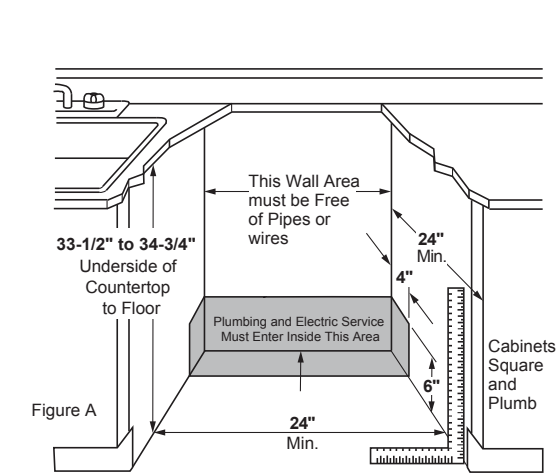 This Wall Area
must be Free
of Pipes or
wires
33-1/2" to 34-3/4"
Underside of
Countertop
to Floor
24"
Min.
4"
Plumbing and Electric Service
Must Enter Inside This Area
Cabinets
Square
and
Plumb
6"
Figure A
24"
Min.